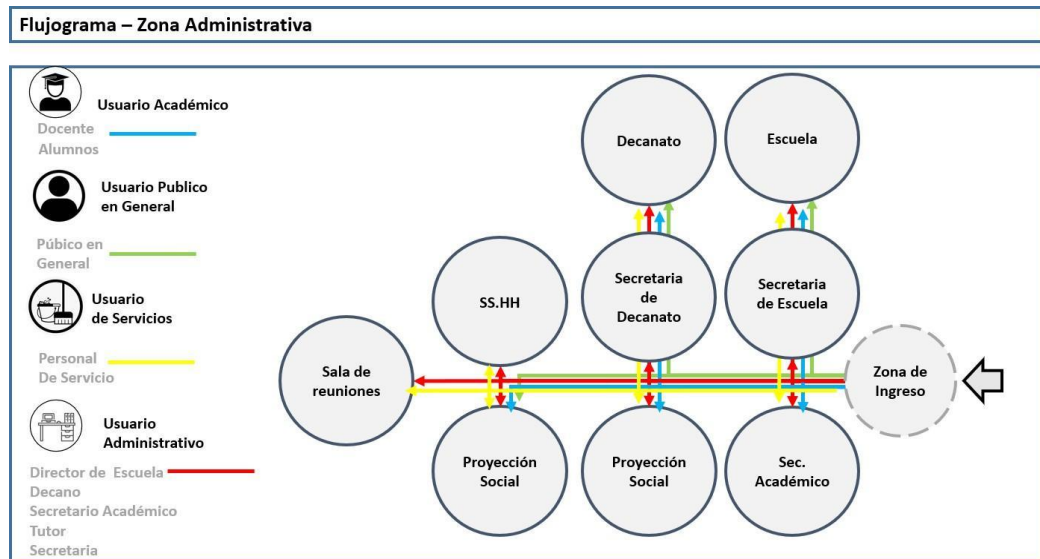 Flujograma – Zona Administrativa
Usuario Académico
Docente
Alumnos
Usuario Publico
en General
Púbico en
General
Usuario
de Servicios
Personal
De Servicio
Usuario
Administrativo
Director de Escuela
Decano
Secretario Académico
Tutor
Secretaria
Decanato
Escuela
SS.HH
Secretaria
de
Decanato
Secretaria
de Escuela
Sala de
reuniones
Zona de
Ingreso
Proyección
Social
Proyección
Social
Sec.
Académico